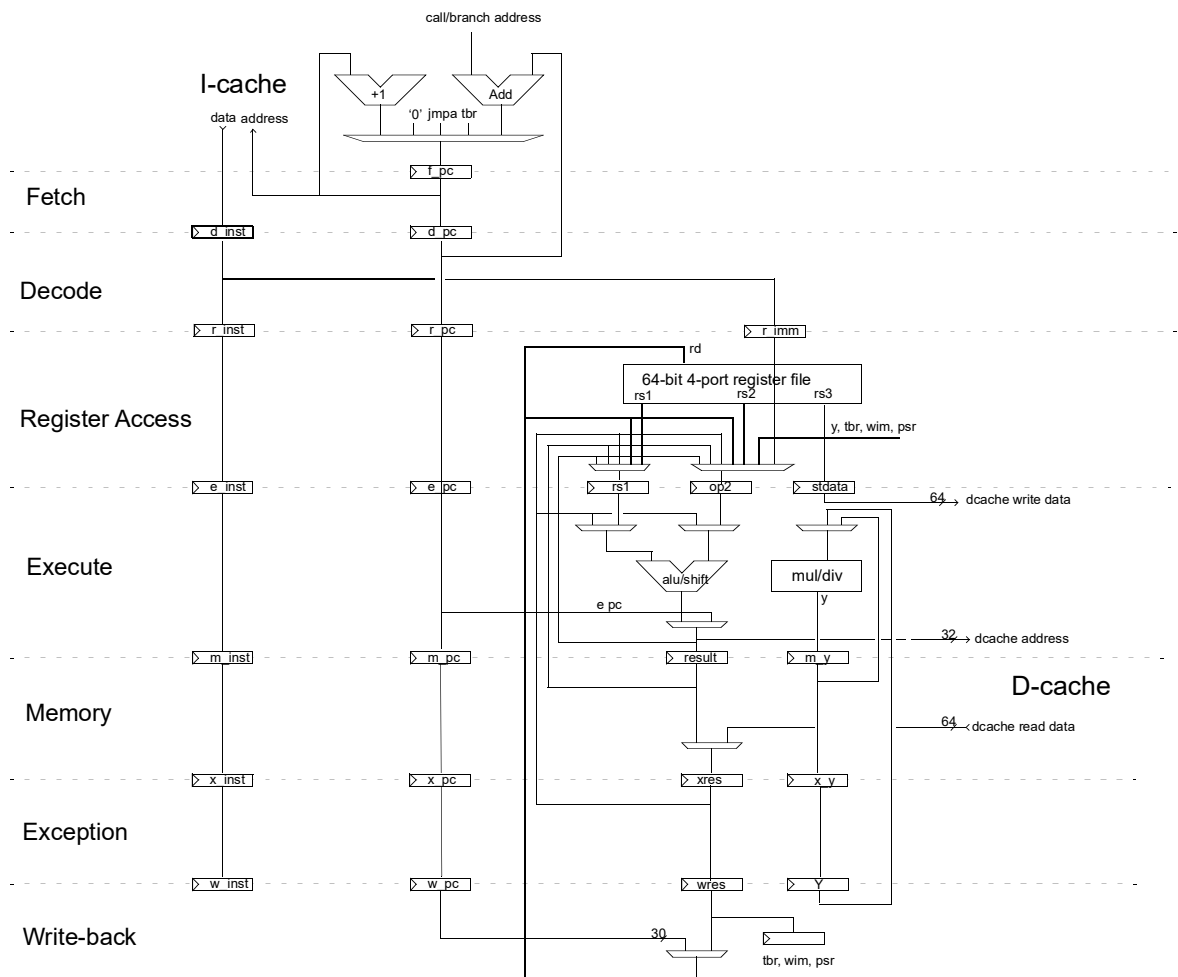 call/branch address
I-cache
+1
Add
data address
‘0’ jmpa tbr
f_pc
Fetch
d_inst
d_pc
Decode
r_inst
r_pc
r_imm
rd
64-bit 4-port register file
rs1
rs2
rs3
Register Access
y, tbr, wim, psr
e_inst
e_pc
rs1
op2
stdata
64
dcache write data
Execute
alu/shift
mul/div
e pc
y
32
dcache address
m_inst
m_pc
result
m_y
D-cache
Memory
64
dcache read data
x_inst
x_pc
xres
x_y
Exception
w_inst
w_pc
wres
Y
Write-back
30
tbr, wim, psr